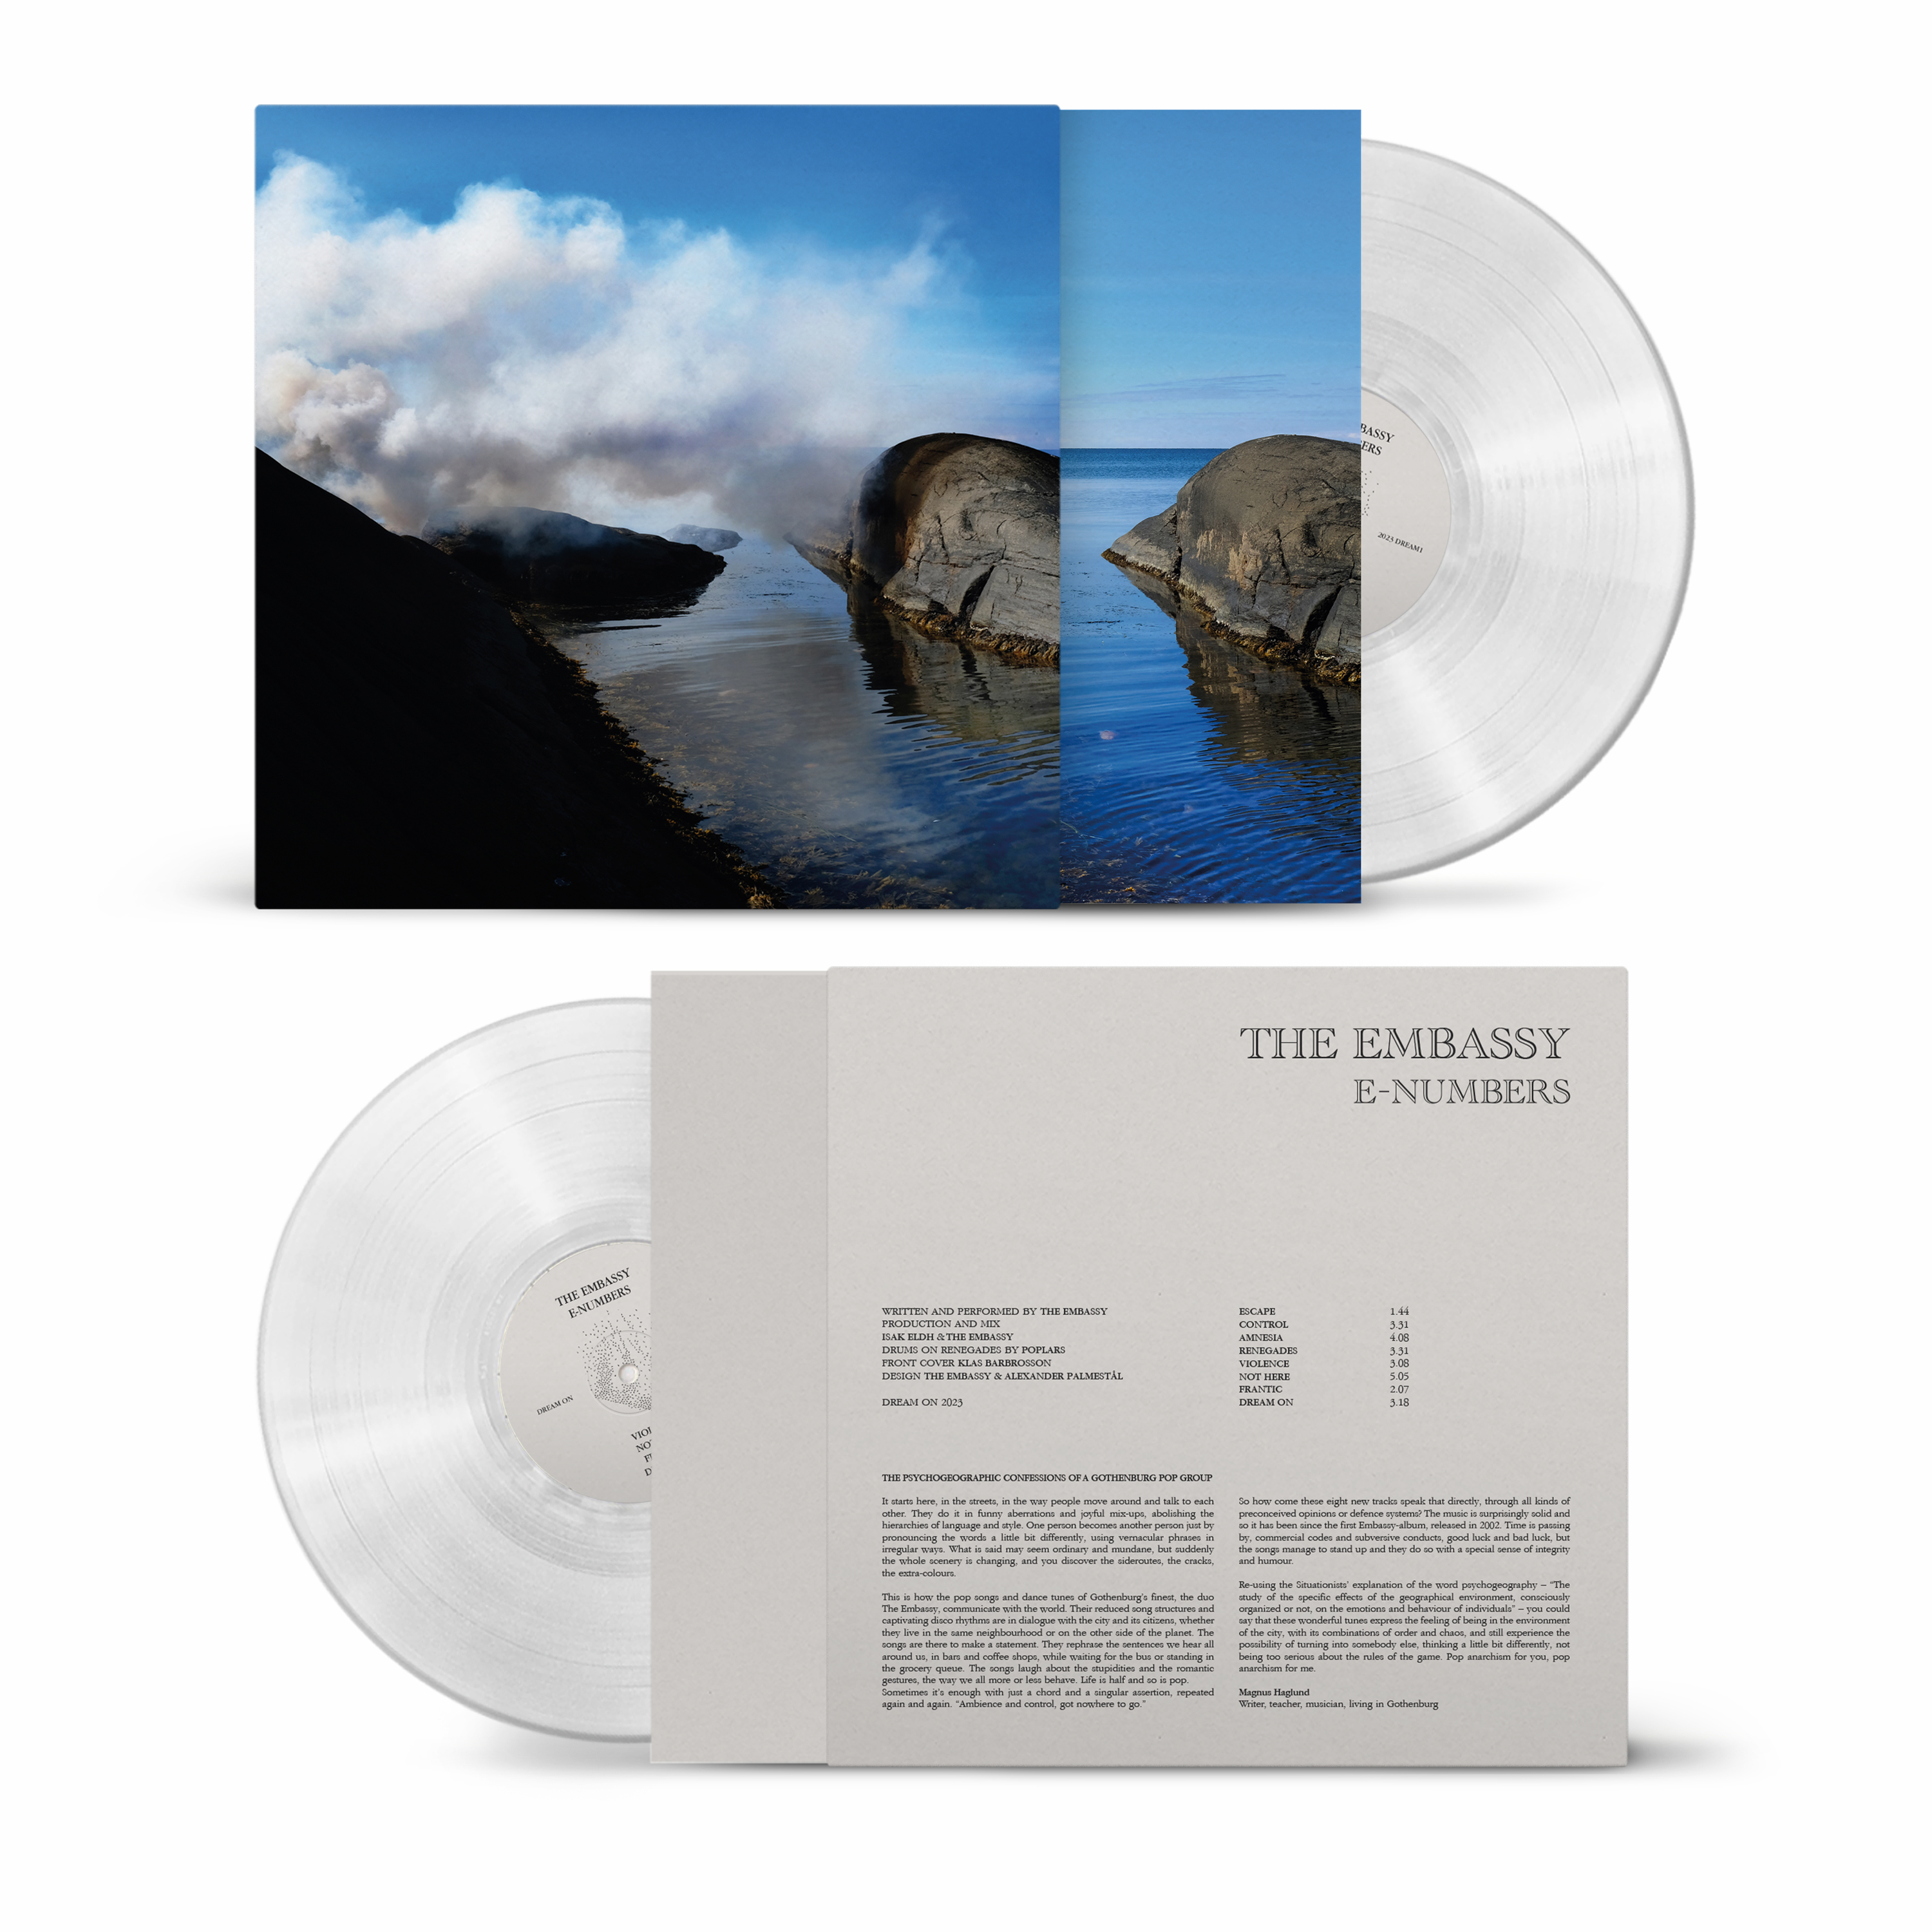 BASSY
ERS
2023 DREAM1
THE EMBASSY
E-NUMBERS
DREAM ON
THE EMBASSY
E-NUMBERS
WRITTEN AND PERFORMED BY THE EMBASSY
PRODUCTION AND MIX
ISAK ELDH & THE EMBASSY
DRUMS ON RENEGADES BY POPLARS
FRONT COVER KLAS BARBROSSON
DESIGN THE EMBASSY & ALEXANDER PALMESTÅL
DREAM ON 2023
ESCAPE 1.44
CONTROL 3.31
AMNESIA 4.08
RENEGADES 3.31
VIOLENCE 3.08
NOT HERE 5.05
FRANTIC 2.07
DREAM ON 3.18
THE PSYCHOGEOGRAPHIC CONFESSIONS OF A GOTHENBURG POP GROUP
It starts here, in the streets, in the way people move around and talk to each
other. They do it in funny aberrations and joyful mix-ups, abolishing the
hierarchies of language and style. One person becomes another person just by
pronouncing the words a little bit differently, using vernacular phrases in
irregular ways. What is said may seem ordinary and mundane, but suddenly
the whole scenery is changing, and you discover the sideroutes, the cracks,
the extra-colours.
This is how the pop songs and dance tunes of Gothenburg's finest, the duo
The Embassy, communicate with the world. Their reduced song structures and
captivating disco rhythms are in dialogue with the city and its citizens, whether
they live in the same neighbourhood or on the other side of the planet. The
songs are there to make a statement. They rephrase the sentences we hear all
around us, in bars and coffee shops, while waiting for the bus or standing in
the grocery queue. The songs laugh about the stupidities and the romantic
gestures, the way we all more or less behave. Life is half and so is pop.
Sometimes it's enough with just a chord and a singular assertion, repeated
again and again. "Ambience and control, got nowhere to go."
So how come these eight new tracks speak that directly, through all kinds of
preconceived opinions or defence systems? The music is surprisingly solid and
so it has been since the first Embassy-album, released in 2002. Time is passing
by, commercial codes and subversive conducts, good luck and bad luck, but
the songs manage to stand up and they do so with a special sense of integrity
and humour.
Re-using the Situationists' explanation of the word psychogeography – "The
study of the specific effects of the geographical environment, consciously
organized or not, on the emotions and behaviour of individuals" – you could
say that these wonderful tunes express the feeling of being in the environment
of the city, with its combinations of order and chaos, and still experience the
possibility of turning into somebody else, thinking a little bit differently, not
being too serious about the rules of the game. Pop anarchism for you, pop
anarchism for me.
Magnus Haglund
Writer, teacher, musician, living in Gothenburg